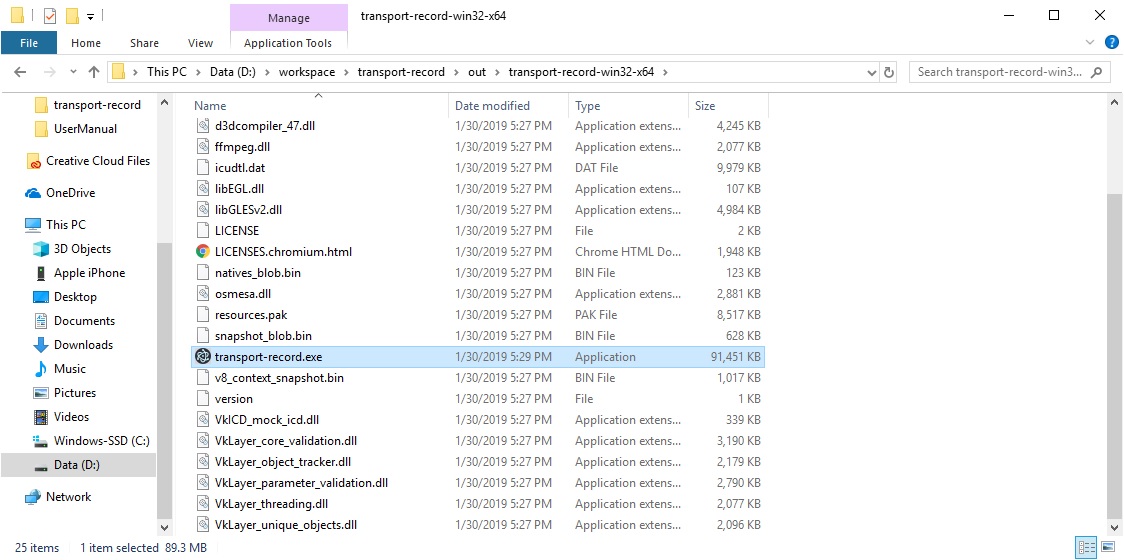 Manage
transport-record-win32-x64
File
Home
Share
View
Application Tools
This PC
Data (D:)
workspace
transport-record
out
transport-record-win32-x64
Search transport-record-win3...
transport-record
UserManual
Creative Cloud Files
OneDrive
This PC
3D Objects
Apple iPhone
Desktop
Documents
Downloads
Music
Pictures
Videos
Windows-SSD (C:)
Data (D:)
Network
Name Date modified Type Size
d3dcompiler_47.dll 1/30/2019 5:27 PM Application extens... 4,245 KB
ffmpeg.dll 1/30/2019 5:27 PM Application extens... 2,077 KB
icudtl.dat 1/30/2019 5:27 PM DAT File 9,979 KB
libEGL.dll 1/30/2019 5:27 PM Application extens... 107 KB
libGLESv2.dll 1/30/2019 5:27 PM Application extens... 4,984 KB
LICENSE 1/30/2019 5:27 PM File 2 KB
LICENSES.chromium.html 1/30/2019 5:27 PM Chrome HTML Do... 1,948 KB
natives_blob.bin 1/30/2019 5:27 PM BIN File 123 KB
osmesa.dll 1/30/2019 5:27 PM Application extens... 2,881 KB
resources.pak 1/30/2019 5:27 PM PAK File 8,517 KB
snapshot_blob.bin 1/30/2019 5:27 PM BIN File 628 KB
transport-record.exe 1/30/2019 5:29 PM Application 91,451 KB
v8_context_snapshot.bin 1/30/2019 5:27 PM BIN File 1,017 KB
version 1/30/2019 5:27 PM File 1 KB
VkICD_mock_icd.dll 1/30/2019 5:27 PM Application extens... 339 KB
VkLayer_core_validation.dll 1/30/2019 5:27 PM Application extens... 3,190 KB
VkLayer_object_tracker.dll 1/30/2019 5:27 PM Application extens... 2,179 KB
VkLayer_parameter_validation.dll 1/30/2019 5:27 PM Application extens... 2,790 KB
VkLayer_threading.dll 1/30/2019 5:27 PM Application extens... 2,077 KB
VkLayer_unique_objects.dll 1/30/2019 5:27 PM Application extens... 2,096 KB
25 items 1 item selected 89.3 MB